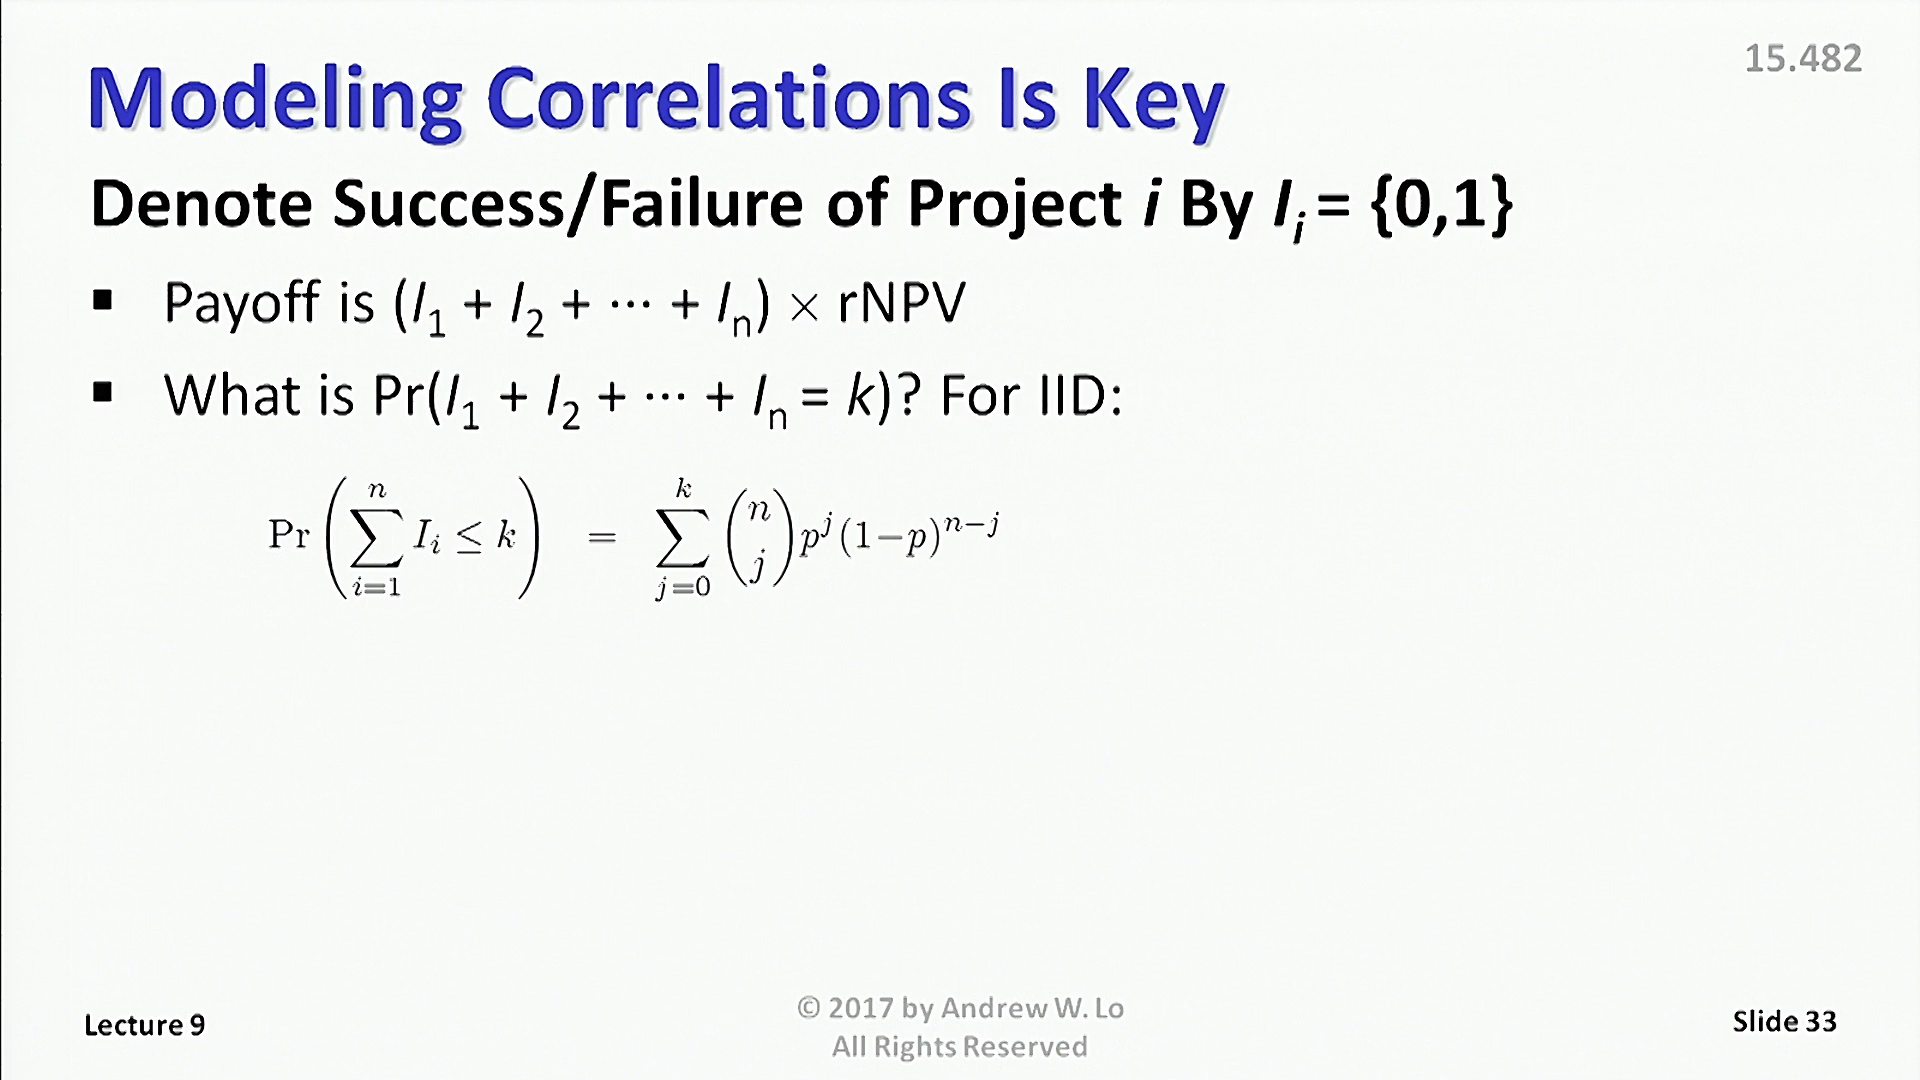 15.482
Modeling Correlations Is Key
Denote Success/Failure of Project i By Iᵢ = {0,1}
▪ Payoff is (I₁ + I₂ + ⋯ + Iₙ) × rNPV
▪ What is Pr(I₁ + I₂ + ⋯ + Iₙ = k)? For IID:
Pr(∑_{i=1}^{n} Iᵢ ≤ k) = ∑_{j=0}^{k} \binom{n}{j} p^j (1−p)^{n−j}
Lecture 9
© 2017 by Andrew W. Lo
All Rights Reserved
Slide 33